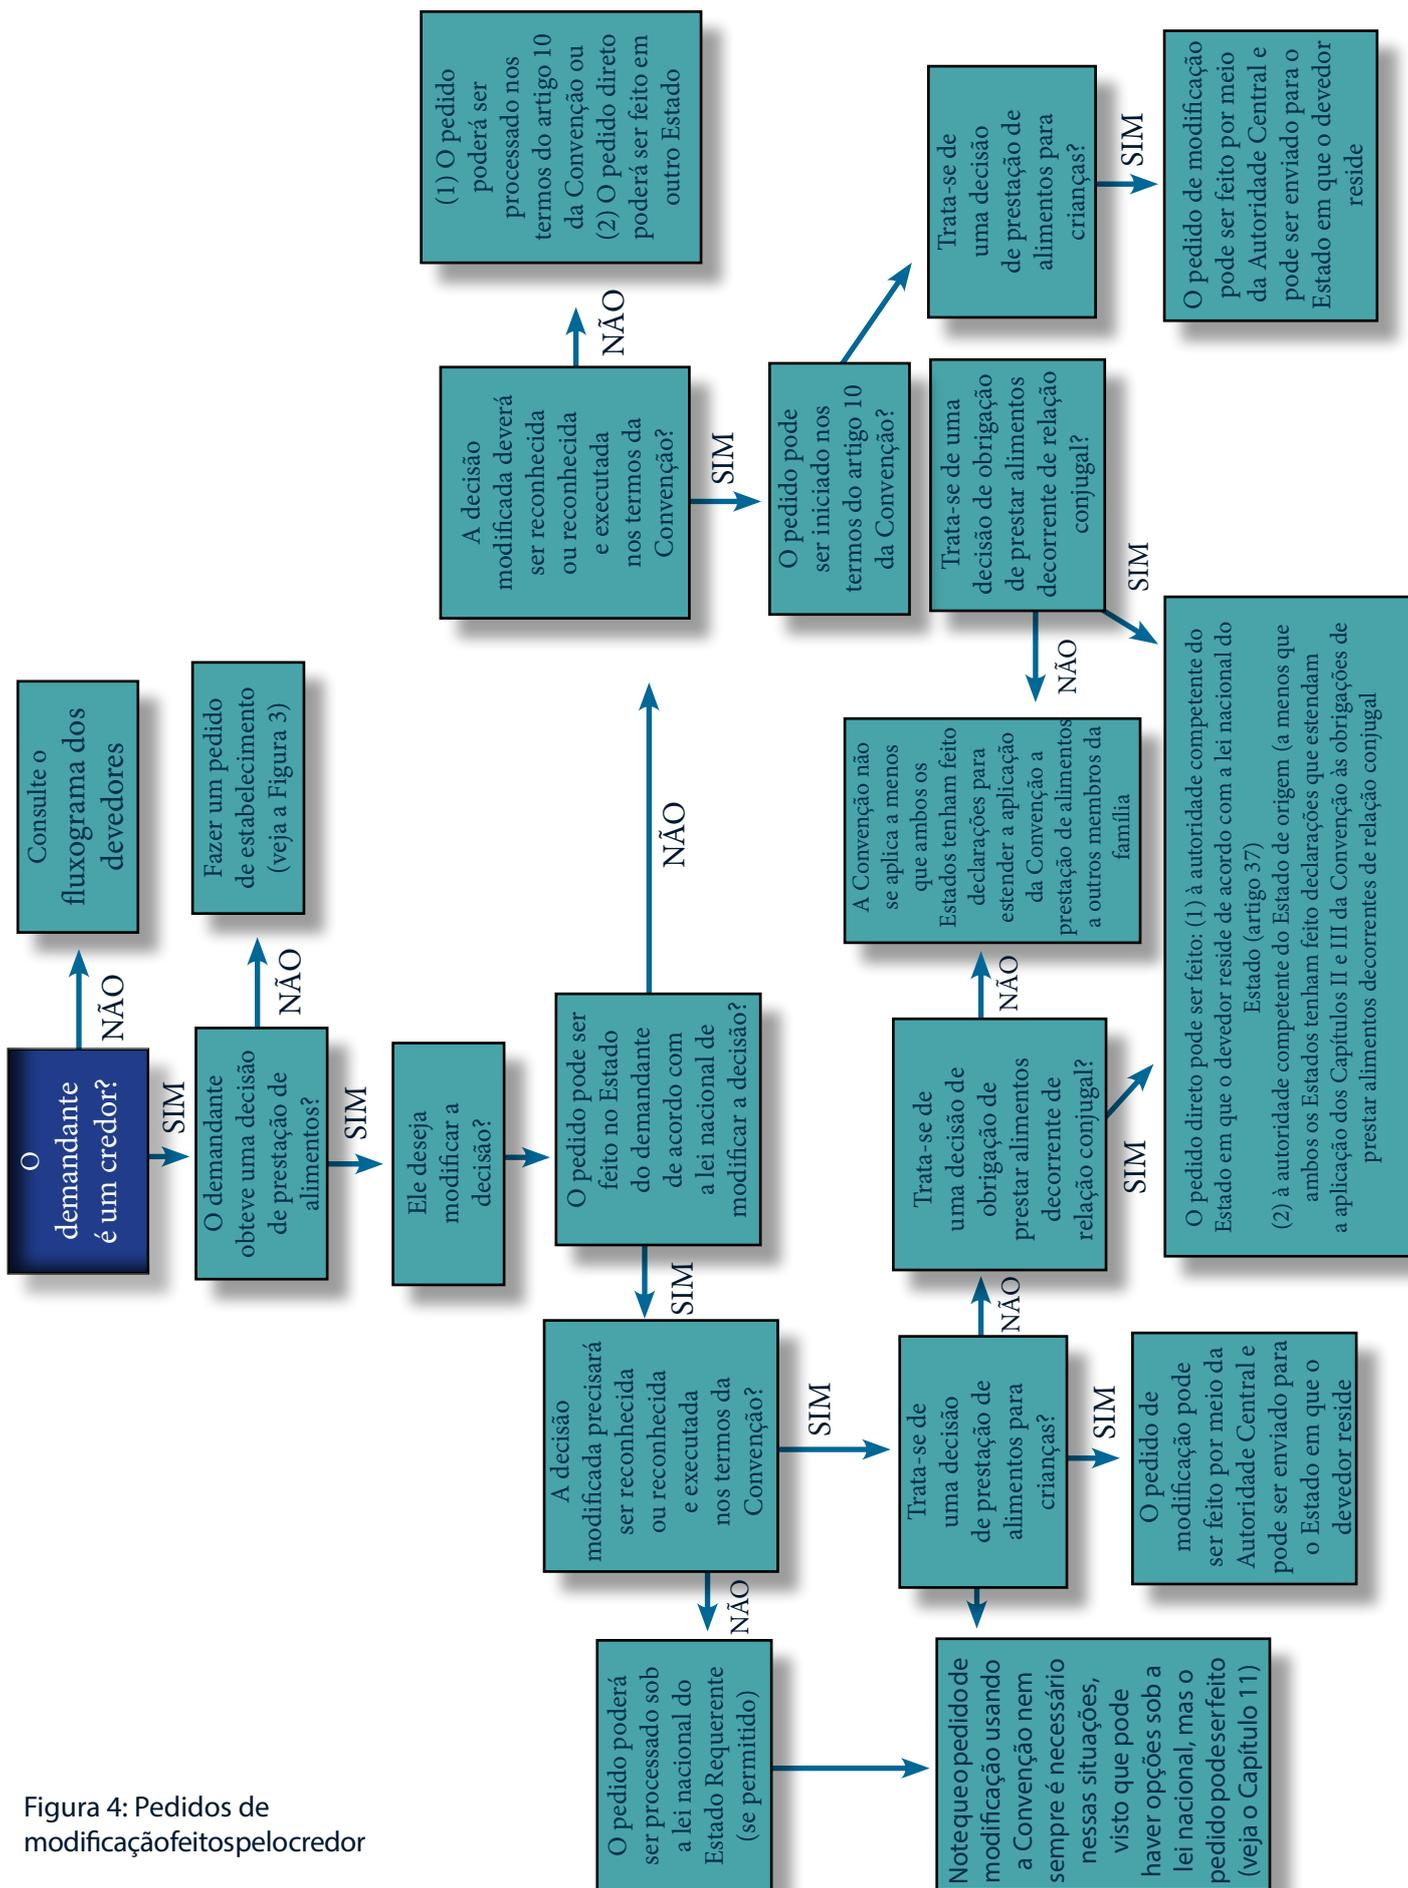 O
demandante
é um credor?
NÃO
Consulte o
fluxograma dos
devedores
SIM
O demandante
obteve uma decisão
de prestação de
alimentos?
NÃO
Fazer um pedido
de estabelecimento
(veja a Figura 3)
SIM
Ele deseja
modificar a
decisão?
O pedido pode ser
feito no Estado
do demandante
de acordo com
a lei nacional de
modificar a decisão?
NÃO
A decisão
modificada deverá
ser reconhecida
ou reconhecida
e executada
nos termos da
Convenção?
NÃO
(1) O pedido
poderá ser
processado nos
termos do artigo 10
da Convenção ou
(2) O pedido direto
poderá ser feito em
outro Estado
SIM
O pedido pode
ser iniciado nos
termos do artigo 10
da Convenção?
Trata-se de
uma decisão
de prestação de
alimentos para
crianças?
SIM
O pedido de modificação
pode ser feito por meio
da Autoridade Central e
pode ser enviado para o
Estado em que o devedor
reside
Trata-se de uma
decisão de obrigação
de prestar alimentos
decorrente de relação
conjugal?
SIM
NÃO
SIM
A decisão
modificada precisará
ser reconhecida
ou reconhecida
e executada
nos termos da
Convenção?
NÃO
O pedido poderá
ser processado sob
a lei nacional do
Estado Requerente
(se permitido)
SIM
Trata-se de
uma decisão
de prestação de
alimentos para
crianças?
NÃO
Trata-se de
uma decisão de
obrigação de
prestar alimentos
decorrente de
relação conjugal?
NÃO
A Convenção não
se aplica a menos
que ambos os
Estados tenham feito
declarações para
estender a aplicação
da Convenção a
prestação de alimentos
a outros membros da
família
SIM
O pedido direto pode ser feito: (1) à autoridade competente do
Estado em que o devedor reside de acordo com a lei nacional do
Estado (artigo 37)
(2) à autoridade competente do Estado de origem (a menos que
ambos os Estados tenham feito declarações que estendam
a aplicação dos Capítulos II e III da Convenção às obrigações de
prestar alimentos decorrentes de relação conjugal
SIM
O pedido de
modificação pode
ser feito por meio da
Autoridade Central e
pode ser enviado para
o Estado em que o
devedor reside
Notequeopedidode
modificação usando
a Convenção nem
sempre é necessário
nessas situações,
visto que pode
haver opções sob a
lei nacional, mas o
pedidopodeserfeito
(veja o Capítulo 11)
Figura 4: Pedidos de
modificaçãofeitospelocredor